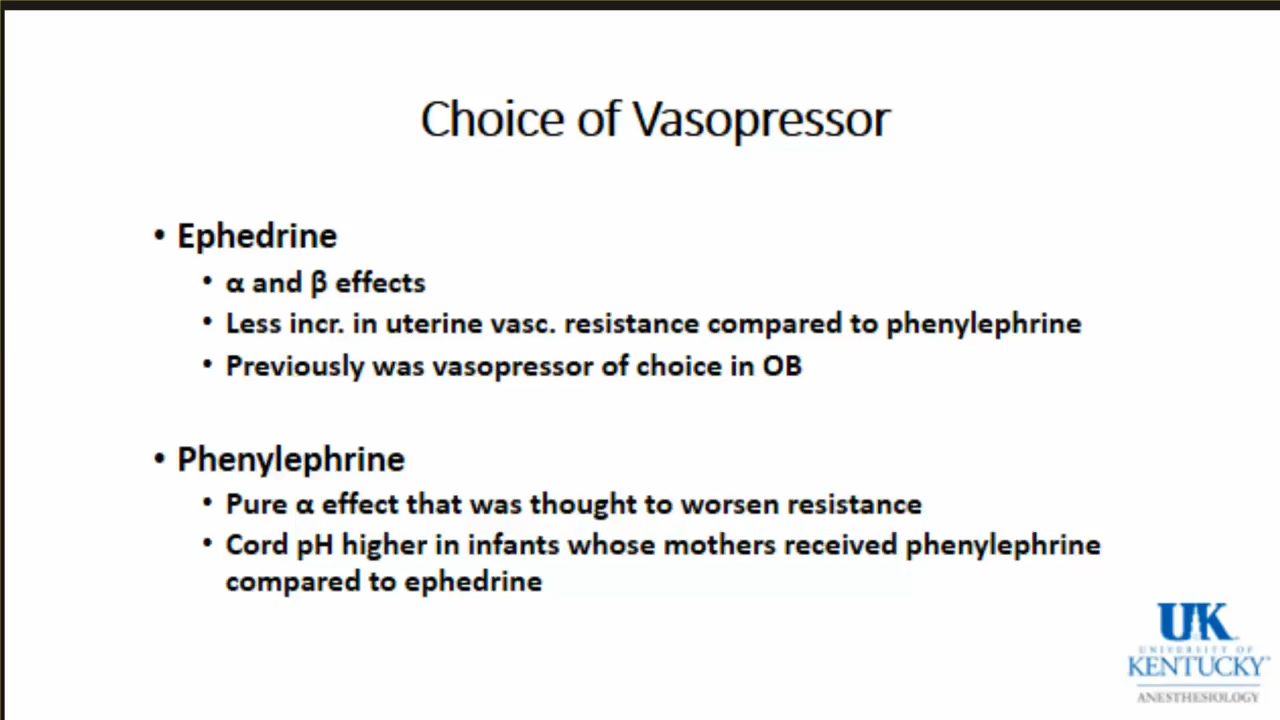 Choice of Vasopressor
• Ephedrine
• α and β effects
• Less incr. in uterine vasc. resistance compared to phenylephrine
• Previously was vasopressor of choice in OB
• Phenylephrine
• Pure α effect that was thought to worsen resistance
• Cord pH higher in infants whose mothers received phenylephrine
compared to ephedrine
UK
UNIVERSITY OF
KENTUCKY
ANESTHESIOLOGY